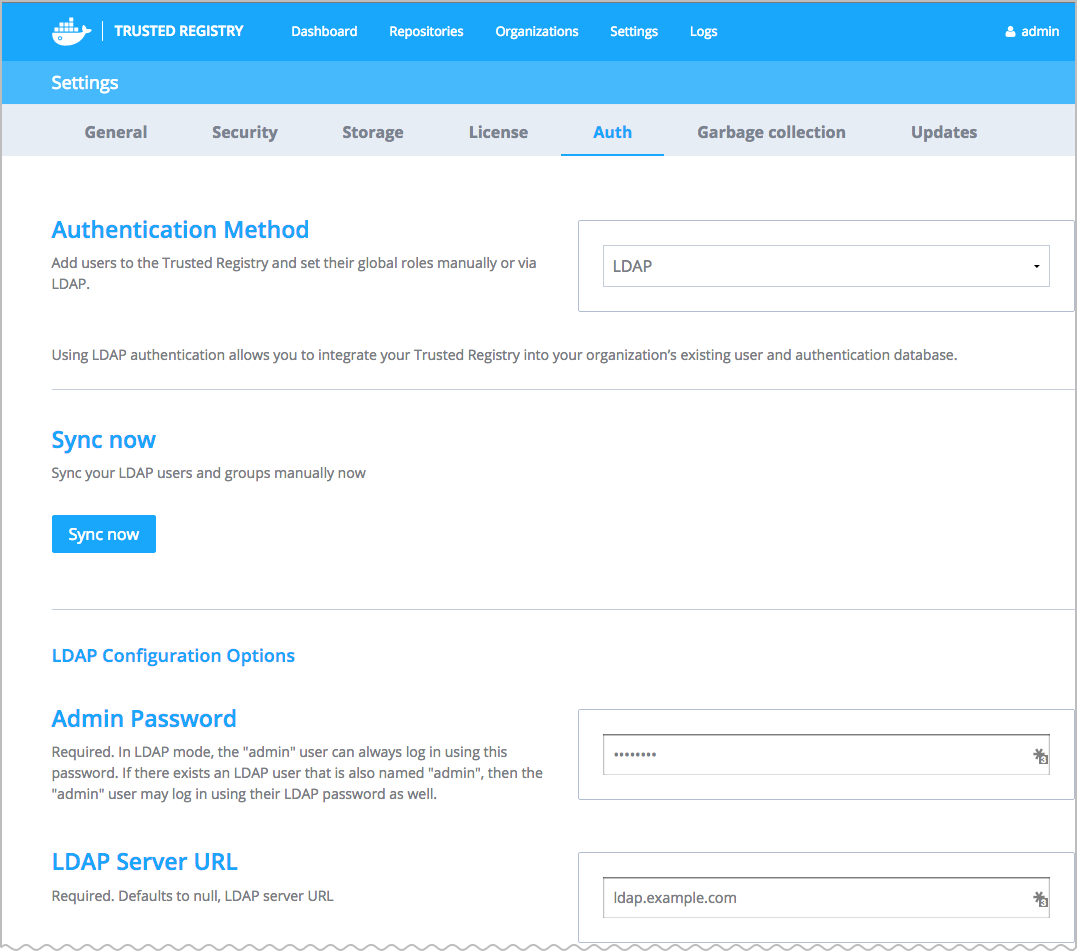 TRUSTED REGISTRY Dashboard Repositories Organizations Settings Logs admin
Settings
General Security Storage License Auth Garbage collection Updates
Authentication Method
Add users to the Trusted Registry and set their global roles manually or via
LDAP.
LDAP
Using LDAP authentication allows you to integrate your Trusted Registry into your organization's existing user and authentication database.
Sync now
Sync your LDAP users and groups manually now
Sync now
LDAP Configuration Options
Admin Password
Required. In LDAP mode, the "admin" user can always log in using this
password. If there exists an LDAP user that is also named "admin", then the
"admin" user may log in using their LDAP password as well.
••••••••
3
LDAP Server URL
Required. Defaults to null, LDAP server URL
ldap.example.com
3